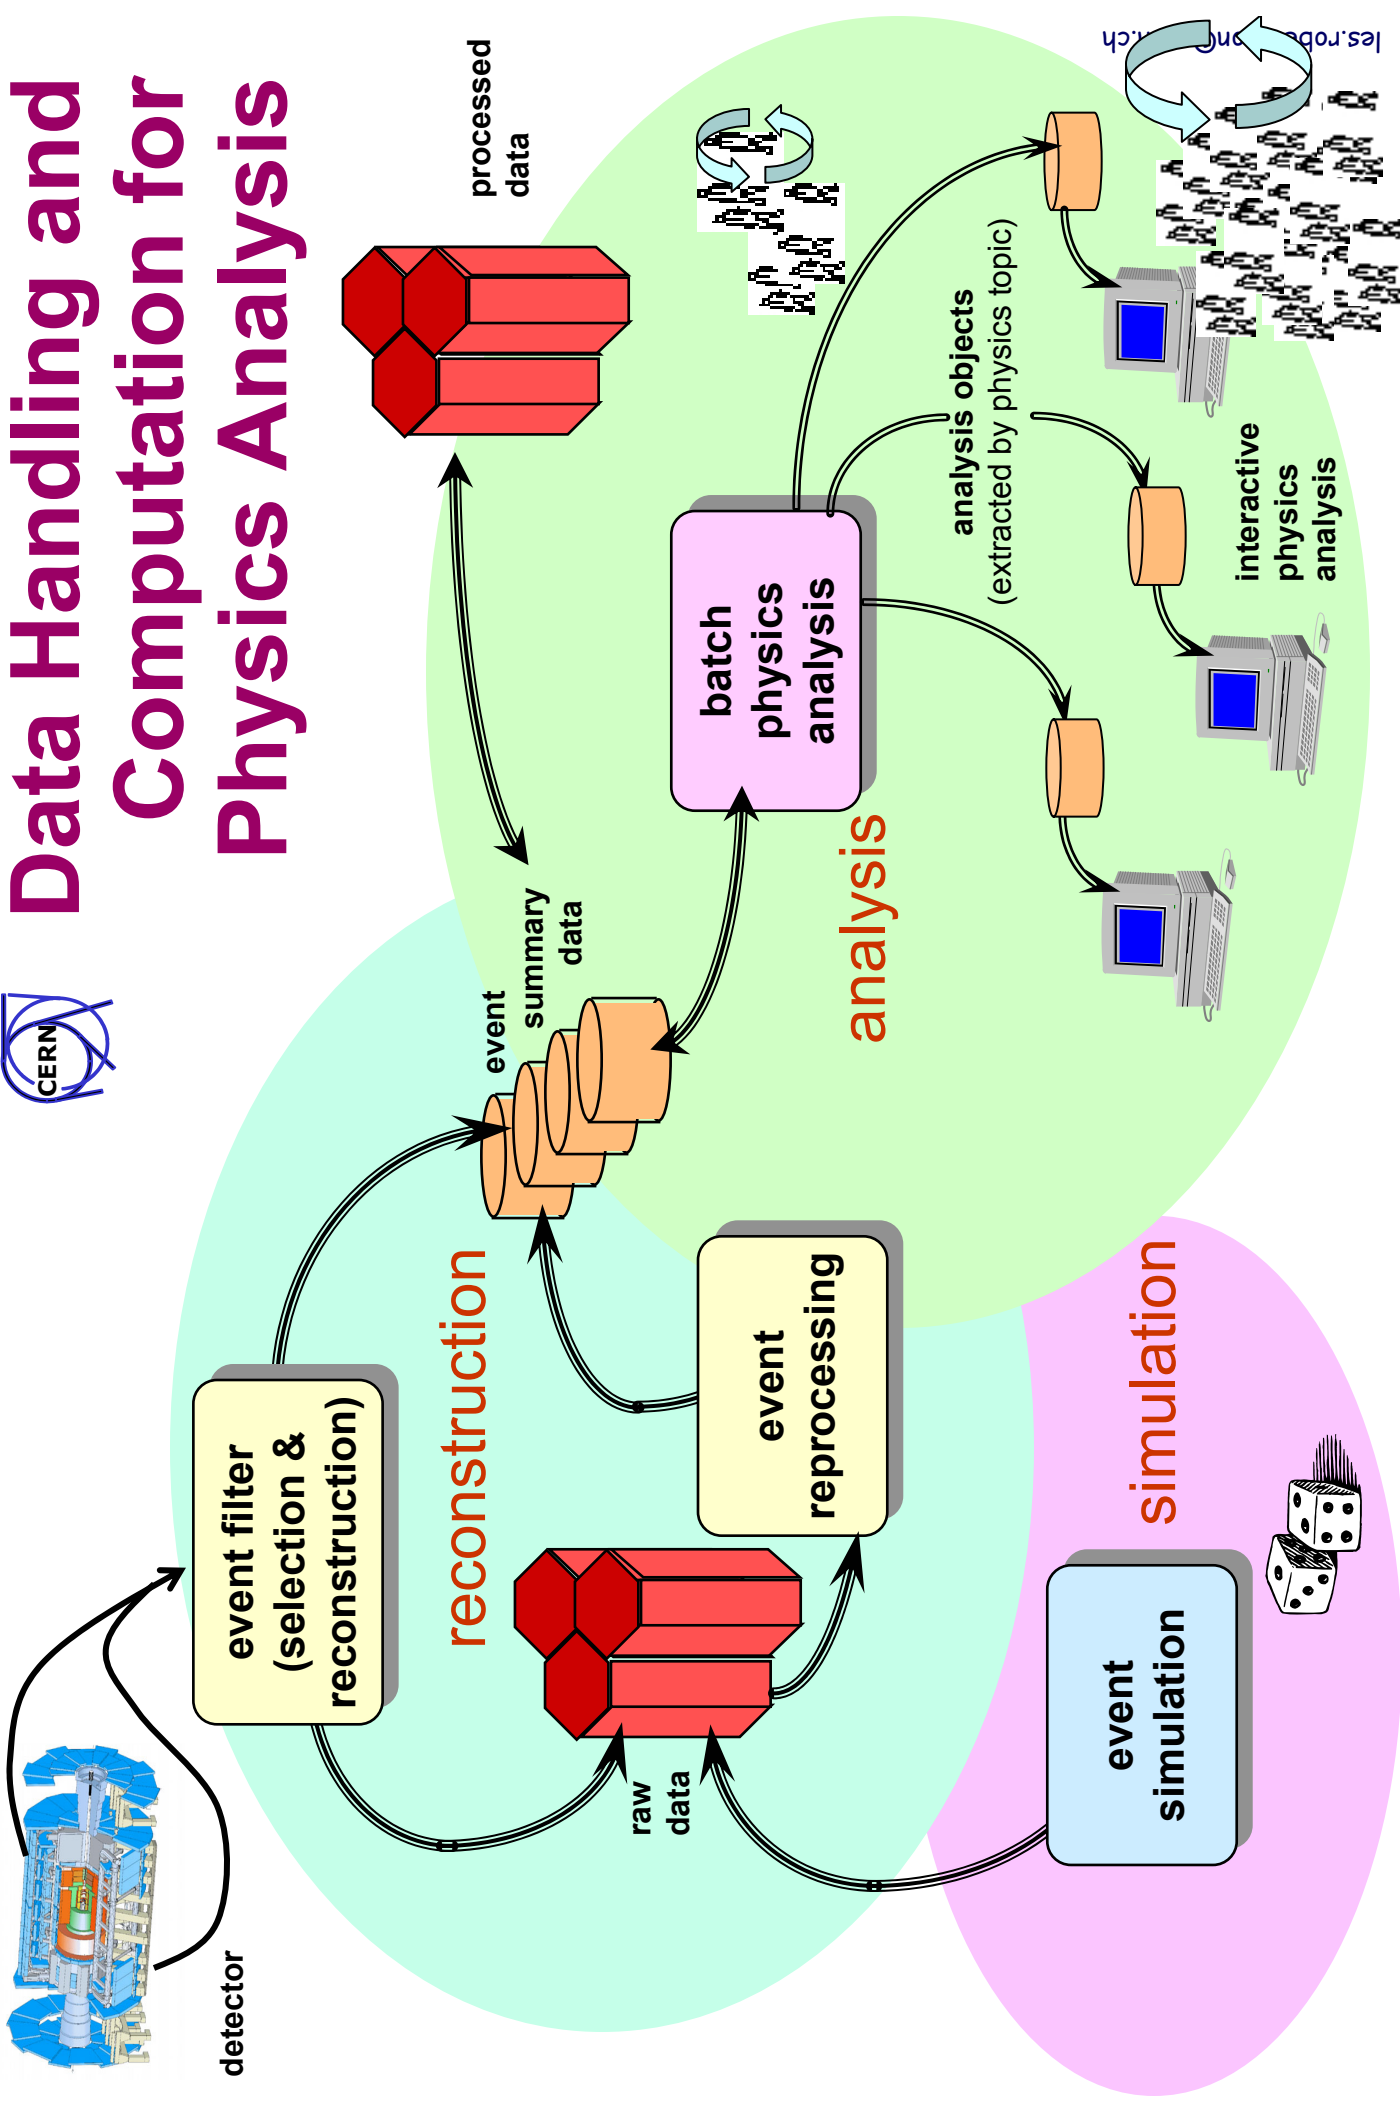 CERN
Data Handling and
Computation for
Physics Analysis
detector
event filter
(selection &
reconstruction)
reconstruction
processed
data
event
summary
data
raw
data
event
reprocessing
batch
physics
analysis
analysis
analysis objects
(extracted by physics topic)
event
simulation
simulation
interactive
physics
analysis